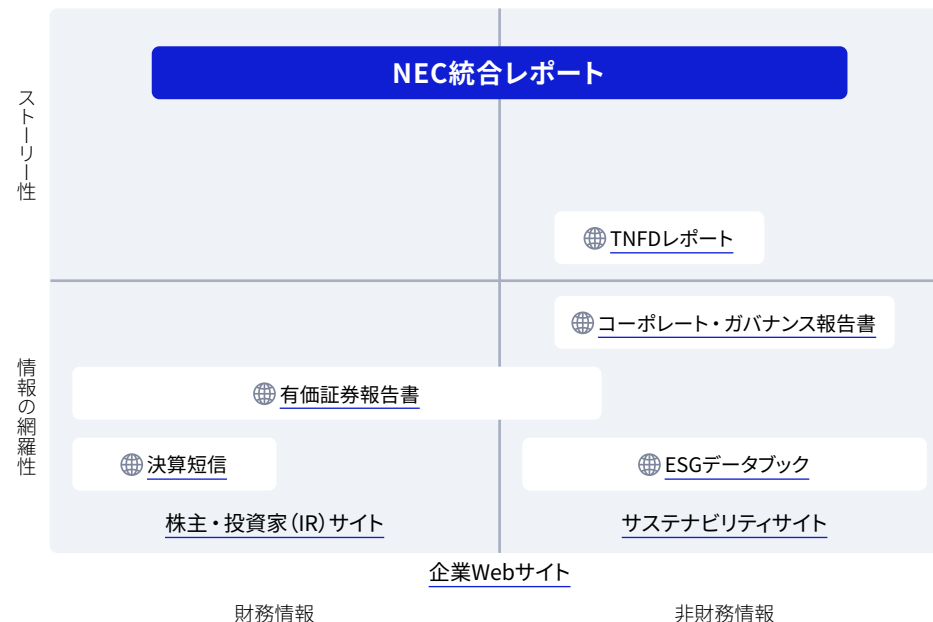 NEC統合レポート
ストーリー性
TNFDレポート
コーポレート・ガバナンス報告書
有価証券報告書
情報の網羅性
決算短信
ESGデータブック
株主・投資家（IR）サイト
サステナビリティサイト
企業Webサイト
財務情報
非財務情報